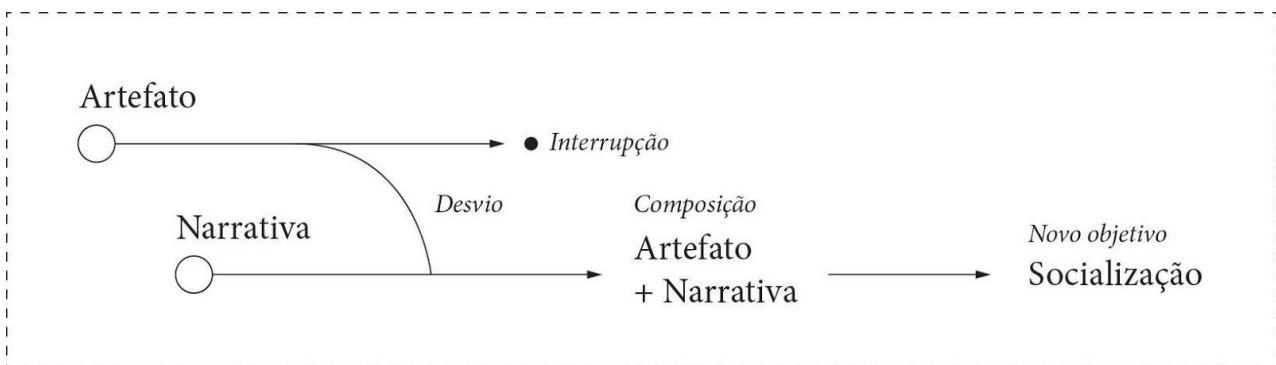 Artefato
Interrupção
Desvio
Composição
Narrativa
Artefato
+ Narrativa
Novo objetivo
Socialização